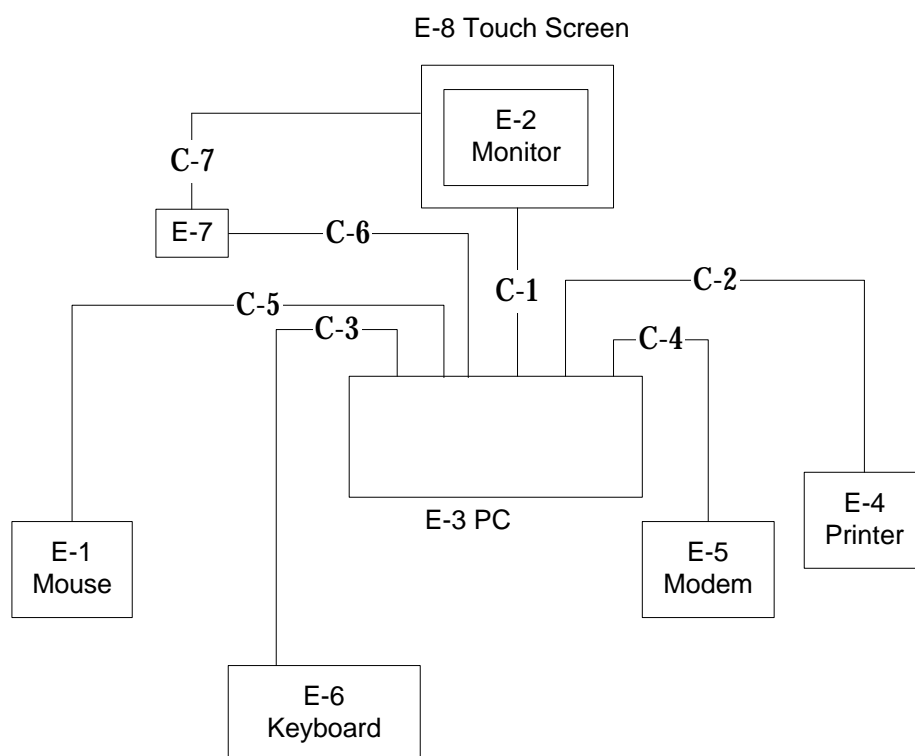 E-8 Touch Screen
E-2
Monitor
C-7
E-7
C-6
C-1
C-2
C-5
C-3
C-4
E-3 PC
E-4
Printer
E-1
Mouse
E-5
Modem
E-6
Keyboard